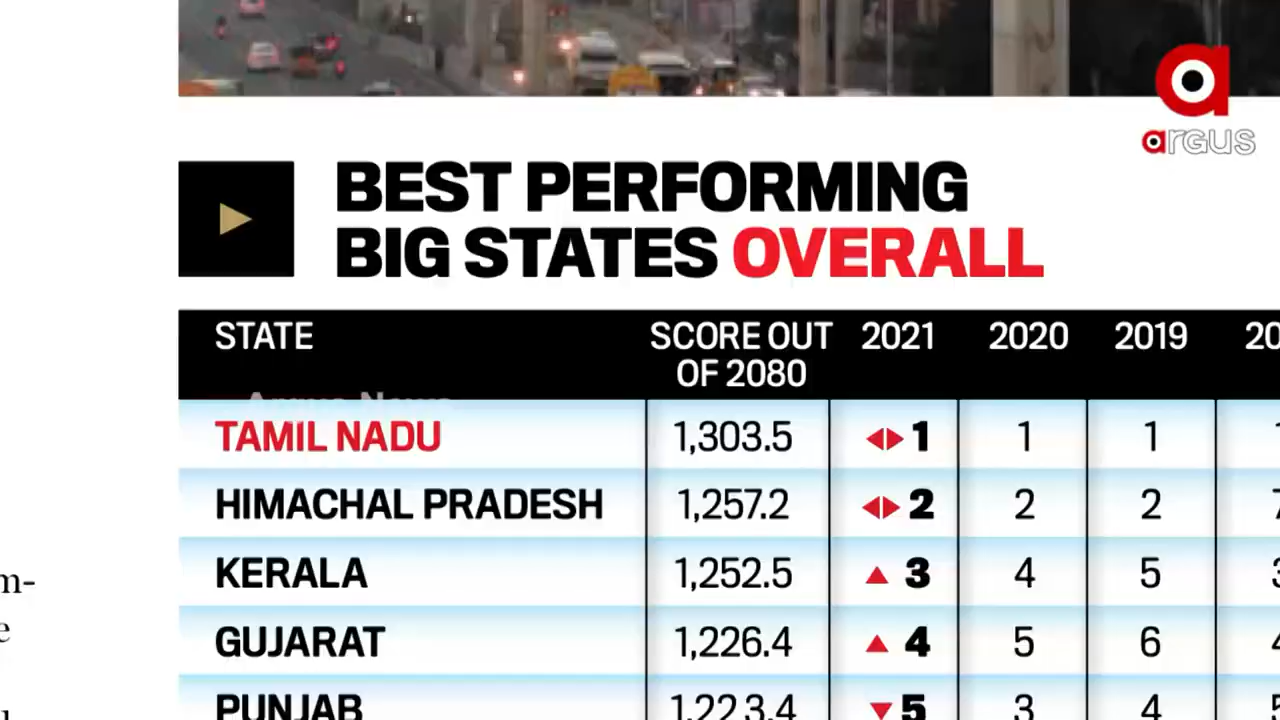 argus
BEST PERFORMING
BIG STATES OVERALL
STATE SCORE OUT OF 2080 2021 2020 2019
TAMIL NADU 1,303.5 1 1 1
HIMACHAL PRADESH 1,257.2 2 2 2
KERALA 1,252.5 3 4 5
GUJARAT 1,226.4 4 5 6
PUNJAB 1,223.4 5 3 4